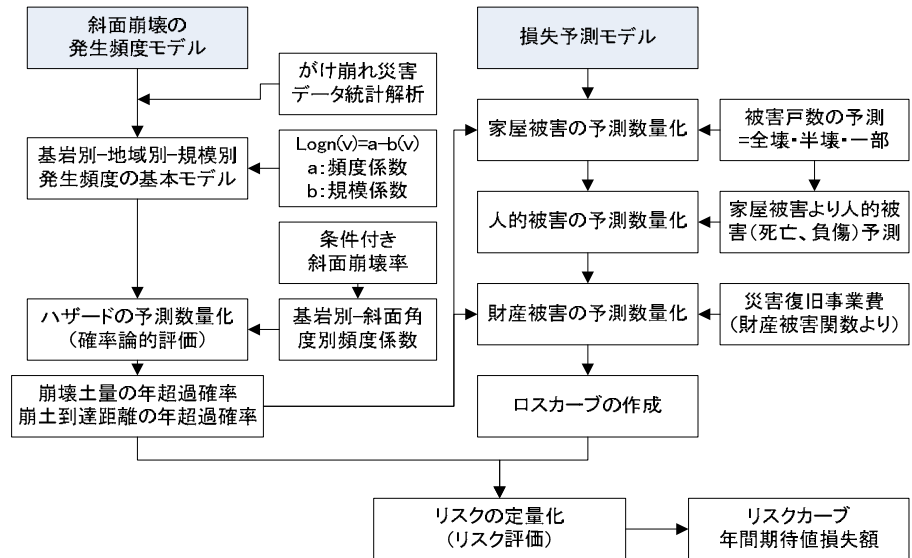 斜面崩壊の
発生頻度モデル
がけ崩れ災害
データ統計解析
基岩別-地域別-規模別
発生頻度の基本モデル
Logn(v)=a-b(v)
a:頻度係数
b:規模係数
条件付き
斜面崩壊率
ハザードの予測数量化
(確率論的評価)
基岩別-斜面角
度別頻度係数
崩壊土量の年超過確率
崩土到達距離の年超過確率
損失予測モデル
家屋被害の予測数量化
被害戸数の予測
=全壊・半壊・一部
人的被害の予測数量化
家屋被害より人的被
害(死亡、負傷)予測
財産被害の予測数量化
災害復旧事業費
(財産被害関数より)
ロスカーブの作成
リスクの定量化
(リスク評価)
リスクカーブ
年間期待値損失額